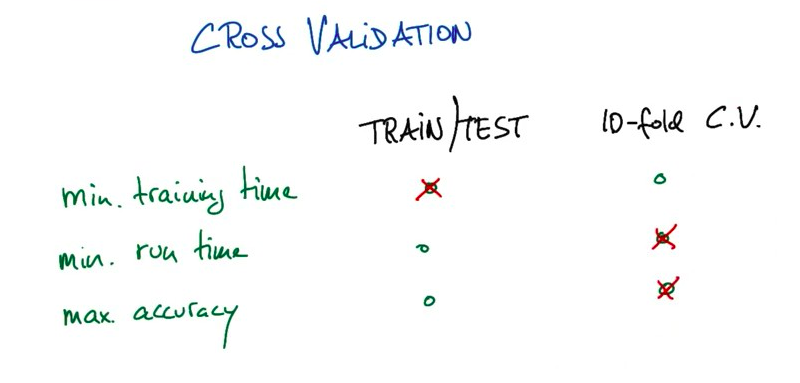 CROSS VALIDATION
TRAIN/TEST 10-fold C.V.
min. training time
min. run time
max. accuracy